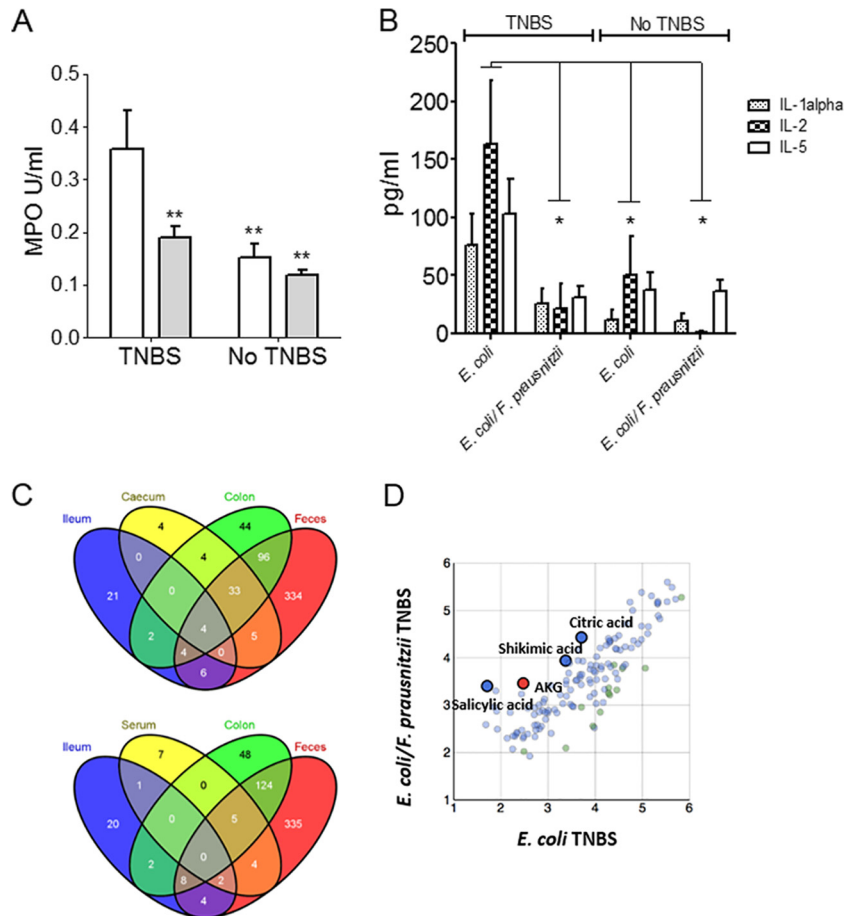 A
0.5
0.4
0.3
0.2
0.1
0.0
MPO U/ml
**
**
**
TNBS
No TNBS
B
TNBS
No TNBS
250
200
150
100
50
0
pg/ml
*
*
*
IL-1alpha
IL-2
IL-5
E. coli
E. coli/ F. prausnitzii
E. coli
E. coli/ F. prausnitzii
C
Caecum
Colon
Ileum
Feces
4
44
0
4
96
21
0
33
334
4
2
4
0
5
6
Serum
Colon
Ileum
Feces
7
48
1
0
124
20
0
5
335
0
2
8
2
4
4
D
6
5
4
3
2
1
E. coli/F. prausnitzii TNBS
Citric acid
Shikimic acid
AKG
Salicylic acid
1
2
3
4
5
6
E. coli TNBS